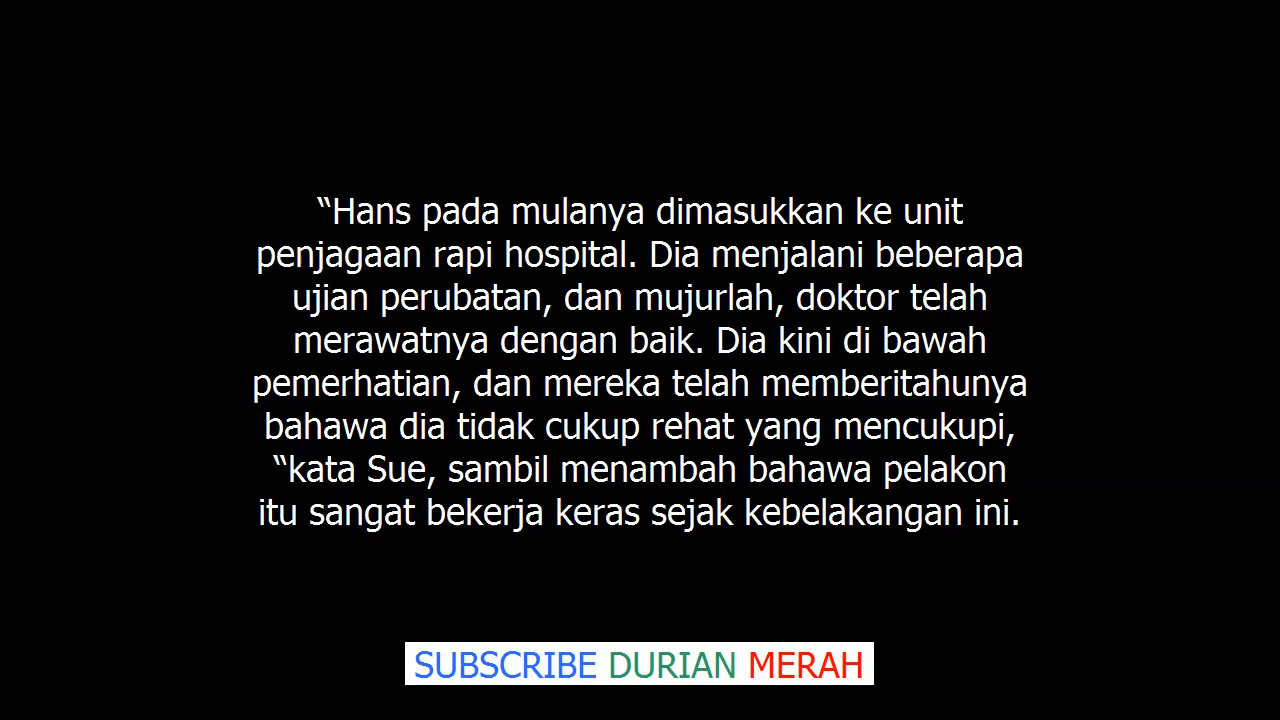 “Hans pada mulanya dimasukkan ke unit
penjagaan rapi hospital. Dia menjalani beberapa
ujian perubatan, dan mujurlah, doktor telah
merawatnya dengan baik. Dia kini di bawah
pemerhatian, dan mereka telah memberitahunya
bahawa dia tidak cukup rehat yang mencukupi,
“kata Sue, sambil menambah bahawa pelakon
itu sangat bekerja keras sejak kebelakangan ini.
SUBSCRIBE DURIAN MERAH